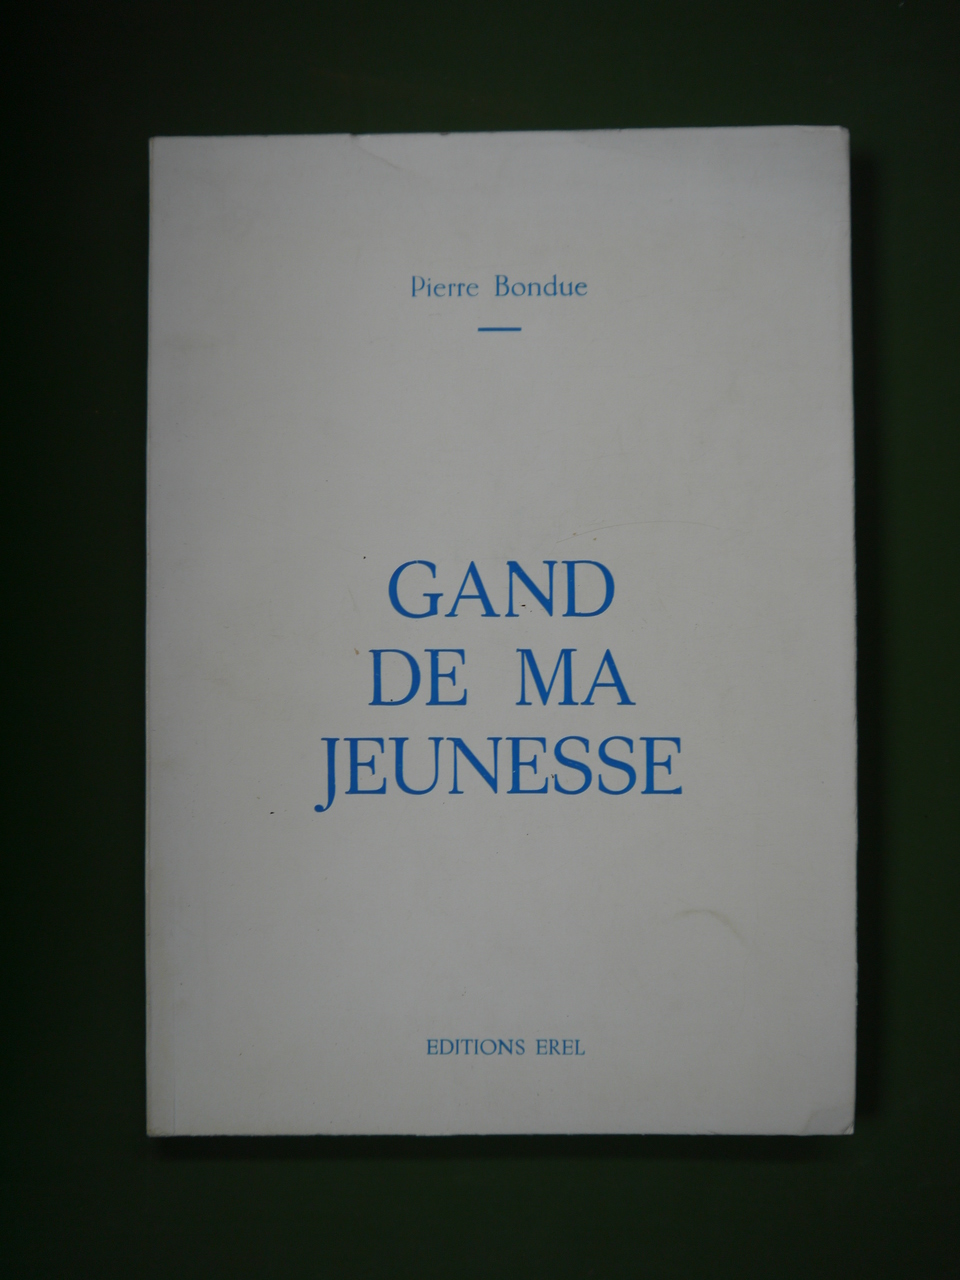 Pierre Bondue
GAND
DE MA
JEUNESSE
EDITIONS EREL